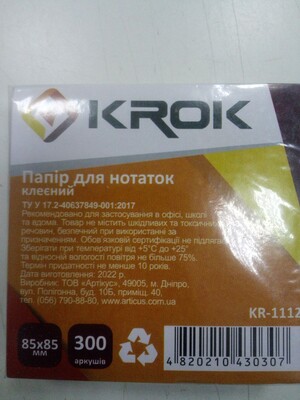 KROK
Папір для нотаток
клеєний
ТУ У 17.2-40637849-001:2017
Рекомендовано для застосування в офісі, школі
та вдома. Товар не містить шкідливих та токсичних
речовин, безпечний при використанні за
призначенням. Обов'язковій сертифікації не підлягає.
Зберігати при температурі від +5°С до +25°
та відносній вологості повітря не більше 75%.
Термін придатності не менше 10 років.
Дата виготовлення: 2022 р.
Виробник: ТОВ «Артікус», 49005, м. Дніпро,
вул. Полігонна, буд. 10Б, приміщ. 40,
тел. (056) 790-88-80, www.articus.com.ua
KR-1112
85х85
мм
300
аркушів
4 820210 430307